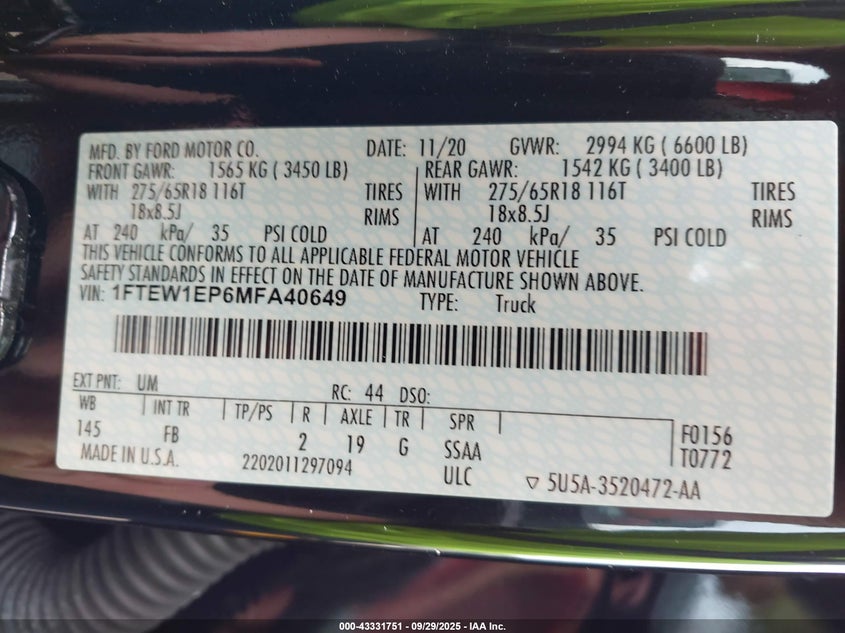 MFD. BY FORD MOTOR CO. DATE: 11/20 GVWR: 2994 KG ( 6600 LB)
FRONT GAWR: 1565 KG ( 3450 LB) REAR GAWR: 1542 KG ( 3400 LB)
WITH 275/65R18 116T TIRES WITH 275/65R18 116T TIRES
18x8.5J RIMS 18x8.5J RIMS
AT 240 kPa/ 35 PSI COLD AT 240 kPa/ 35 PSI COLD
THIS VEHICLE CONFORMS TO ALL APPLICABLE FEDERAL MOTOR VEHICLE
SAFETY STANDARDS IN EFFECT ON THE DATE OF MANUFACTURE SHOWN ABOVE.
VIN: 1FTEW1EP6MFA40649 TYPE: Truck
EXT PNT: UM RC: 44 DSO:
WB INT TR TP/PS R AXLE TR SPR
145 FB 2 19 G SSAA F0156
MADE IN U.S.A. 2202011297094 ULC T0772
▽ 5U5A-3520472-AA
000-43331751 - 09/29/2025 - IAA Inc.